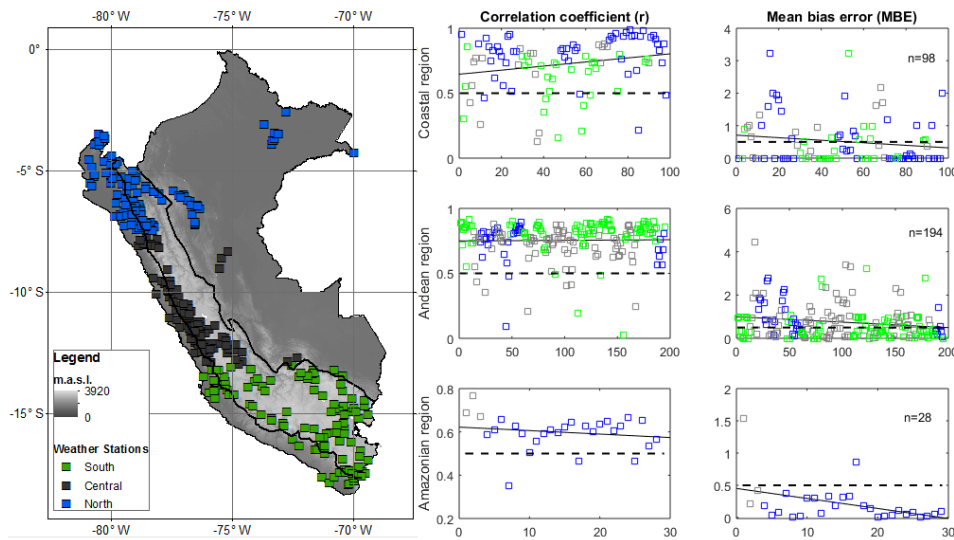 -80° W
-75° W
-70° W
0°
-5° S
-10° S
-15° S
Legend
m.a.s.l.
3920
0
Weather Stations
South
Central
North
-80° W
-75° W
-70° W
Correlation coefficient (r)
Mean bias error (MBE)
Coastal region
1
0.5
0
0 20 40 60 80 100
n=98
4
3
2
1
0
0 20 40 60 80 100
Andean region
1
0.5
0
0 50 100 150 200
n=194
6
4
2
0
0 50 100 150 200
Amazonian region
0.8
0.6
0.4
0.2
0 10 20 30
n=28
2
1.5
1
0.5
0
0 10 20 30